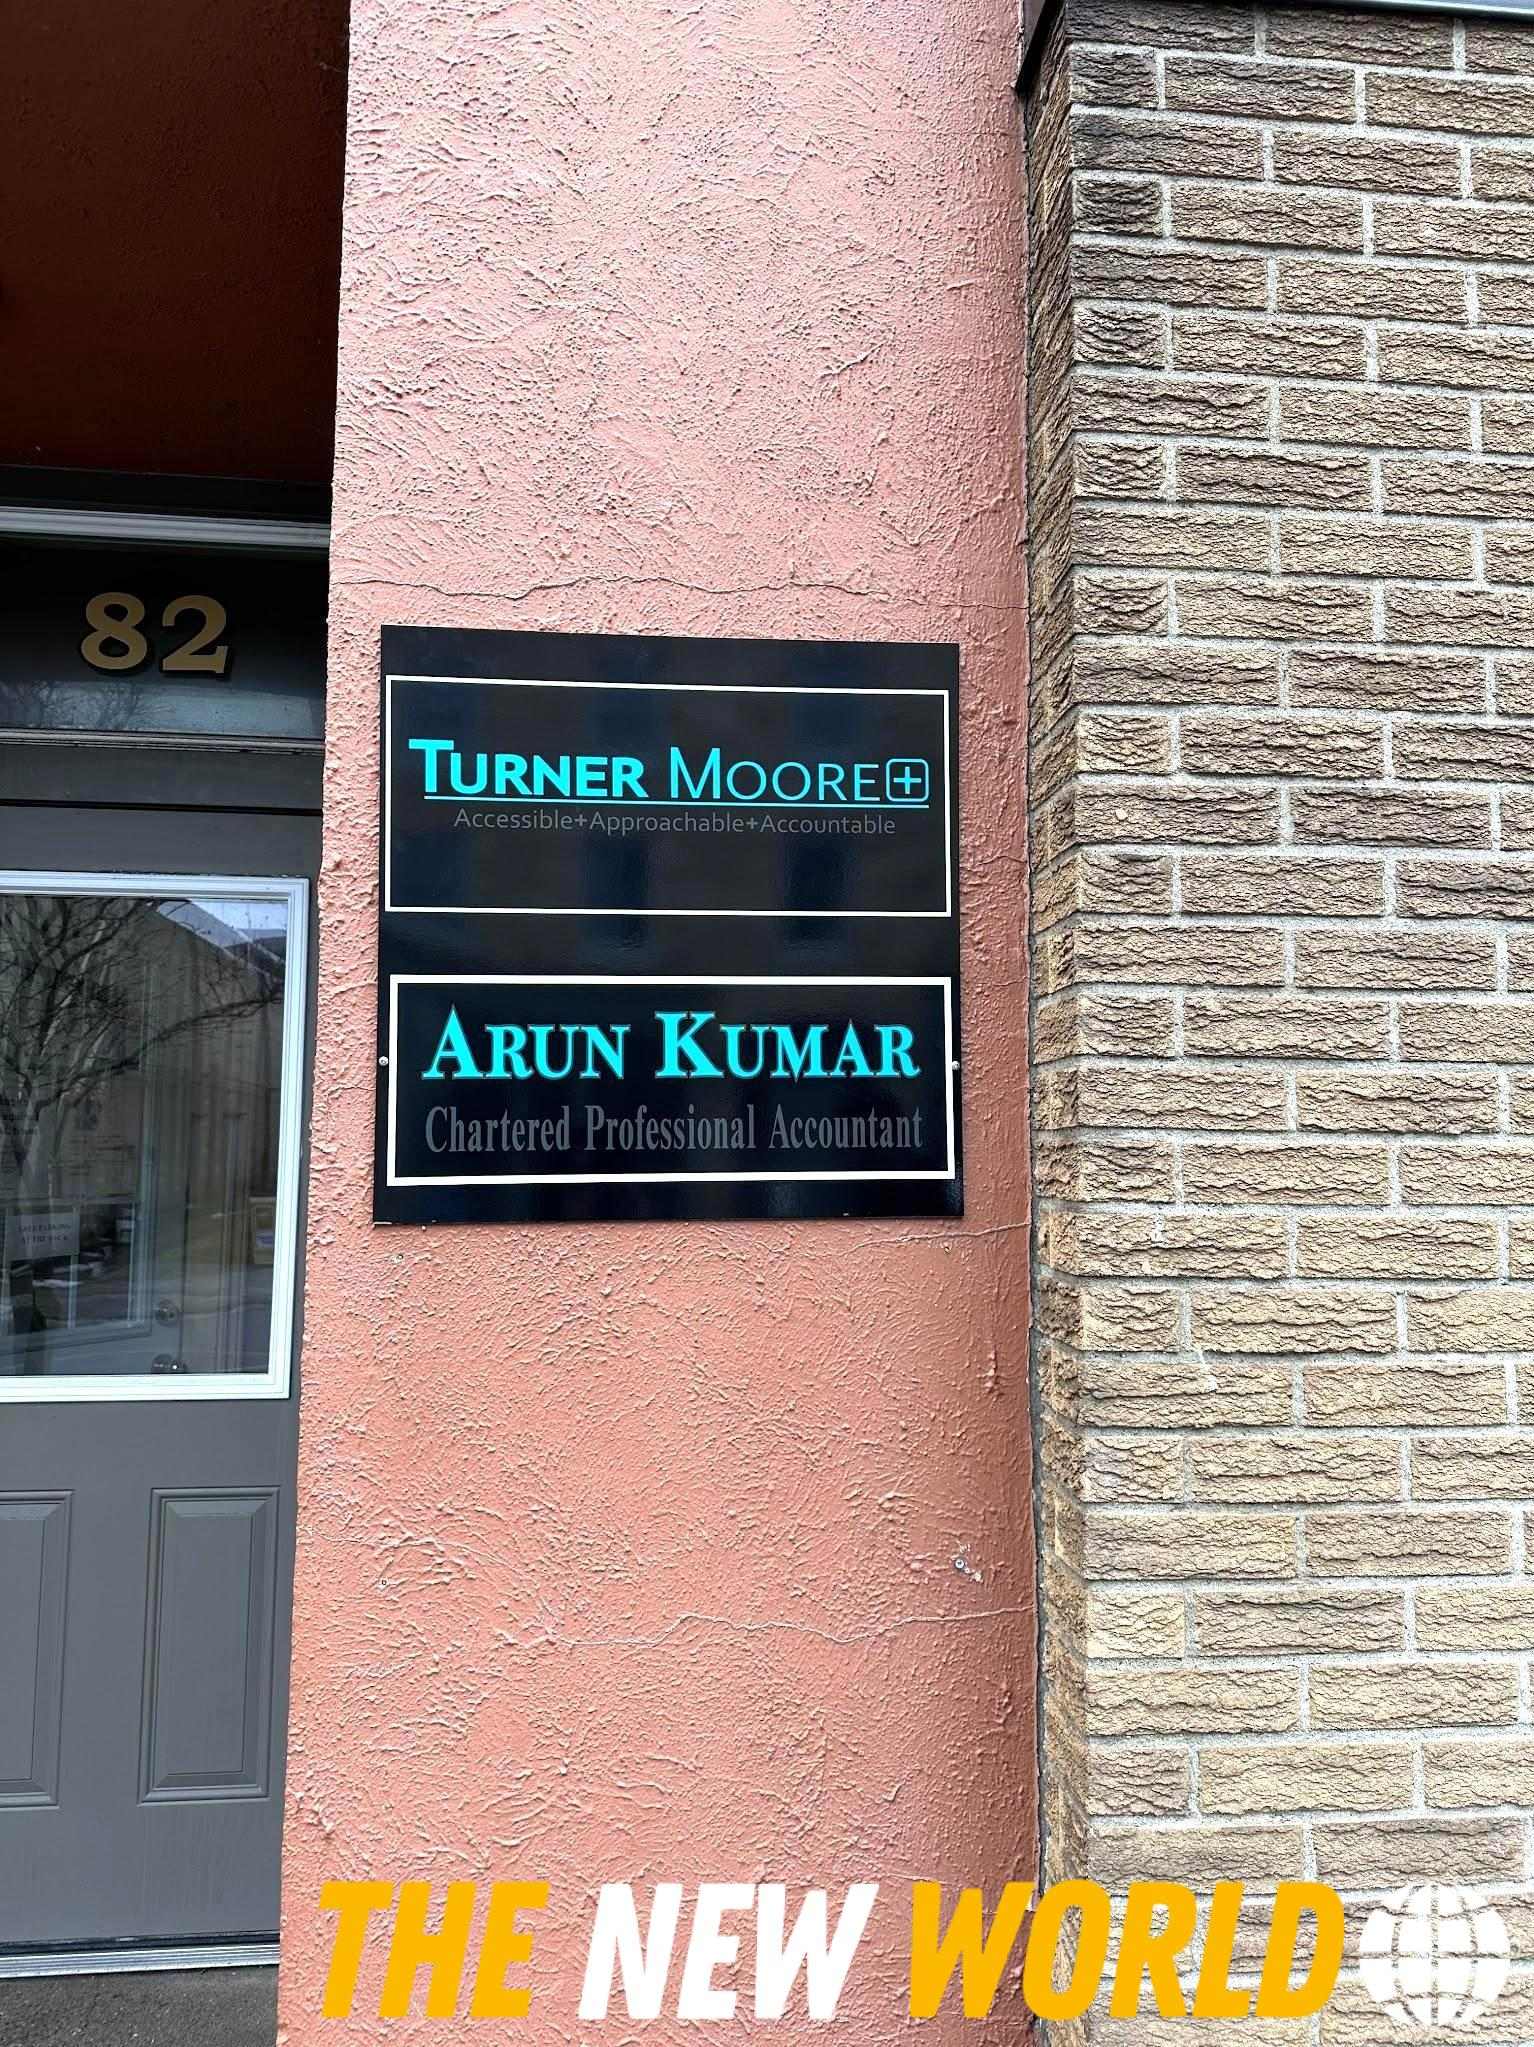 82
TURNER MOORE+
Accessible+Approachable+Accountable
ARUN KUMAR
Chartered Professional Accountant
THE NEW WORLD